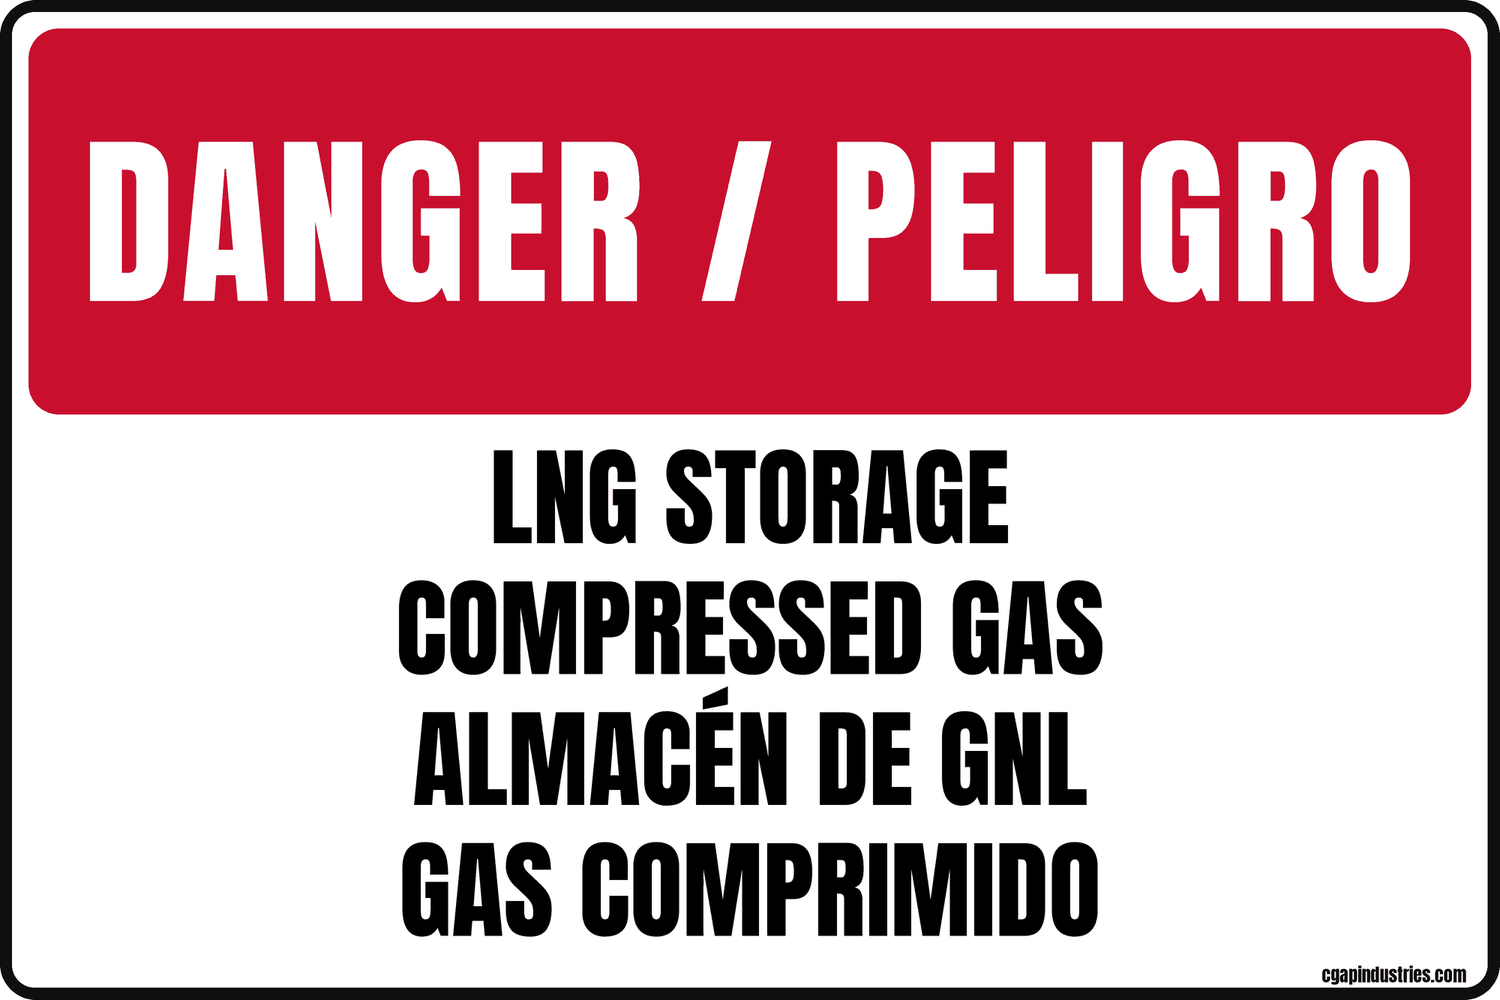 DANGER / PELIGRO
LNG STORAGE
COMPRESSED GAS
ALMACÉN DE GNL
GAS COMPRIMIDO
cgapindustries.com